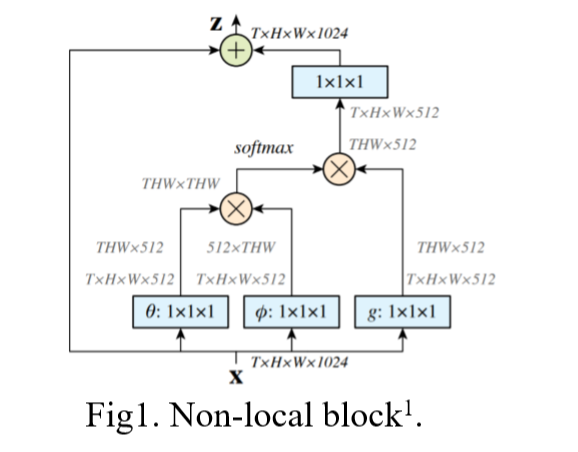 Z
T×H×W×1024
+
1×1×1
T×H×W×512
softmax
THW×512
×
THW×THW
×
THW×512 512×THW THW×512
T×H×W×512 T×H×W×512 T×H×W×512
θ: 1×1×1 ϕ: 1×1×1 g: 1×1×1
T×H×W×1024
X
Fig1. Non-local block¹.